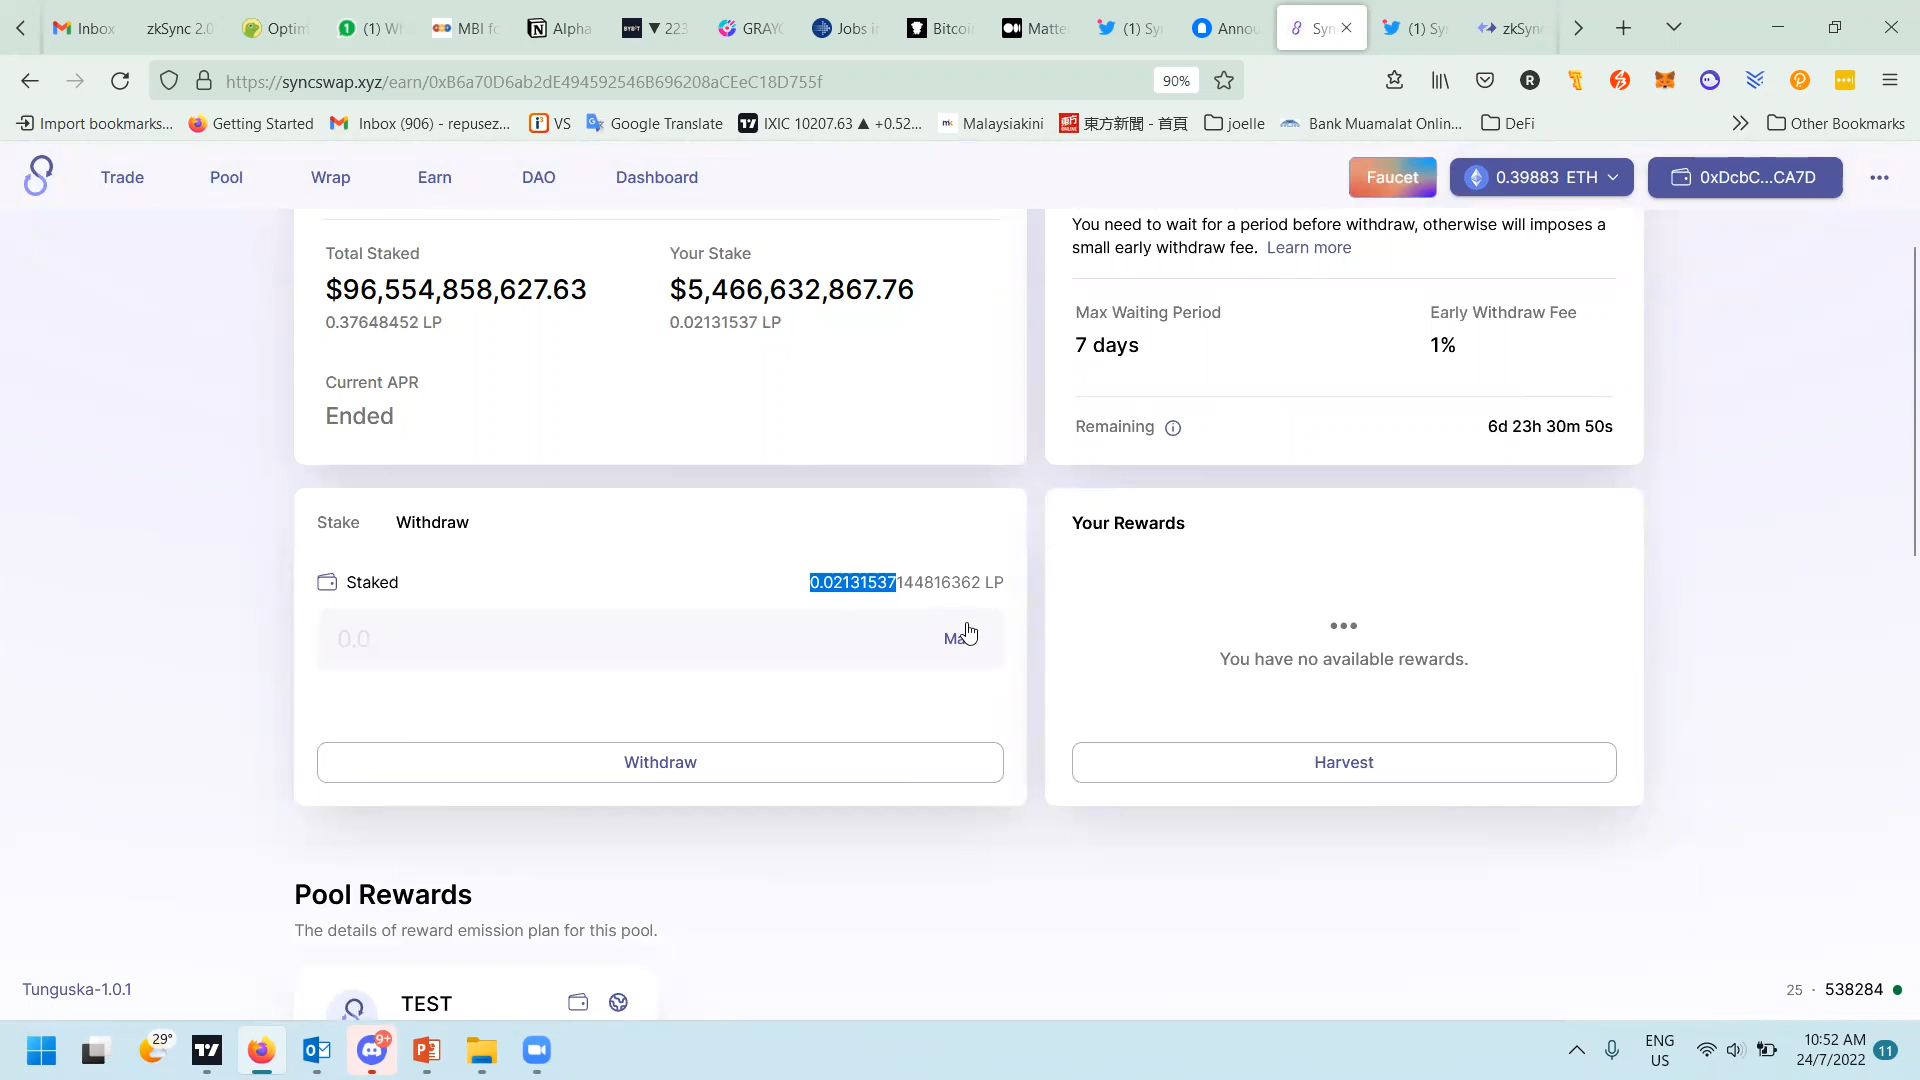 Inbox
zkSync 2.0
Optim
(1) W
MBI fo
Alpha
▼ 223
GRAYC
Jobs i
Bitcoi
Matte
(1) Sy
Annou
Syn
(1) Sy
zkSync
https://syncswap.xyz/earn/0xB6a70D6ab2dE494592546B696208aCEeC18D755f
90%
Import bookmarks...
Getting Started
Inbox (906) - repusez...
VS
Google Translate
IXIC 10207.63 ▲ +0.52...
Malaysiakini
東方新聞 - 首頁
joelle
Bank Muamalat Onlin...
DeFi
Other Bookmarks
Trade
Pool
Wrap
Earn
DAO
Dashboard
Faucet
0.39883 ETH
0xDcbC...CA7D
You need to wait for a period before withdraw, otherwise will imposes a
small early withdraw fee. Learn more
Total Staked
Your Stake
$96,554,858,627.63
$5,466,632,867.76
0.37648452 LP
0.02131537 LP
Max Waiting Period
Early Withdraw Fee
7 days
1%
Current APR
Ended
Remaining
6d 23h 30m 50s
Stake
Withdraw
Your Rewards
Staked
0.02131537144816362 LP
0.0
You have no available rewards.
Withdraw
Harvest
Pool Rewards
The details of reward emission plan for this pool.
TEST
Tunguska-1.0.1
25 · 538284
29°
9+
ENG
US
10:52 AM
24/7/2022
11